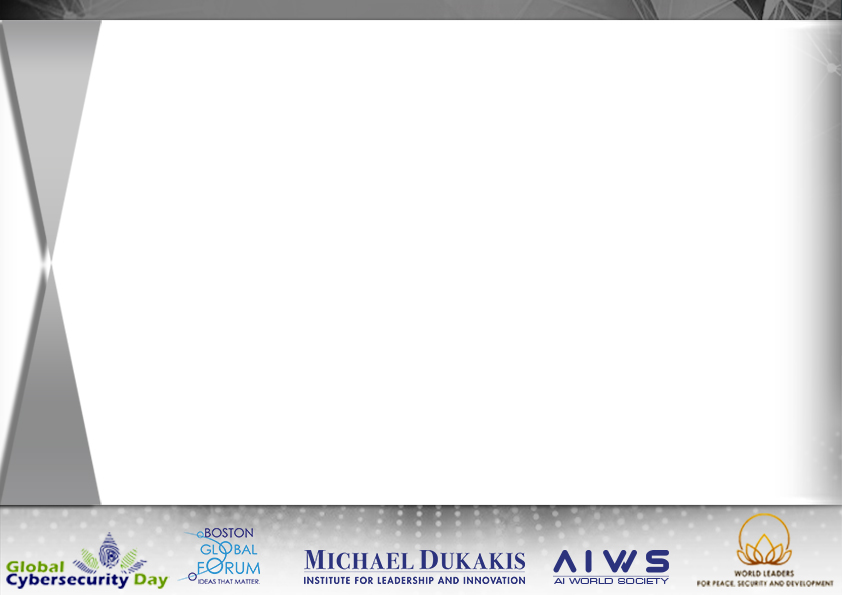 Global
Cybersecurity Day
BOSTON
GLOBAL
FORUM
IDEAS THAT MATTER.
MICHAEL DUKAKIS
INSTITUTE FOR LEADERSHIP AND INNOVATION
AIWS
AI WORLD SOCIETY
WORLD LEADERS
FOR PEACE, SECURITY AND DEVELOPMENT